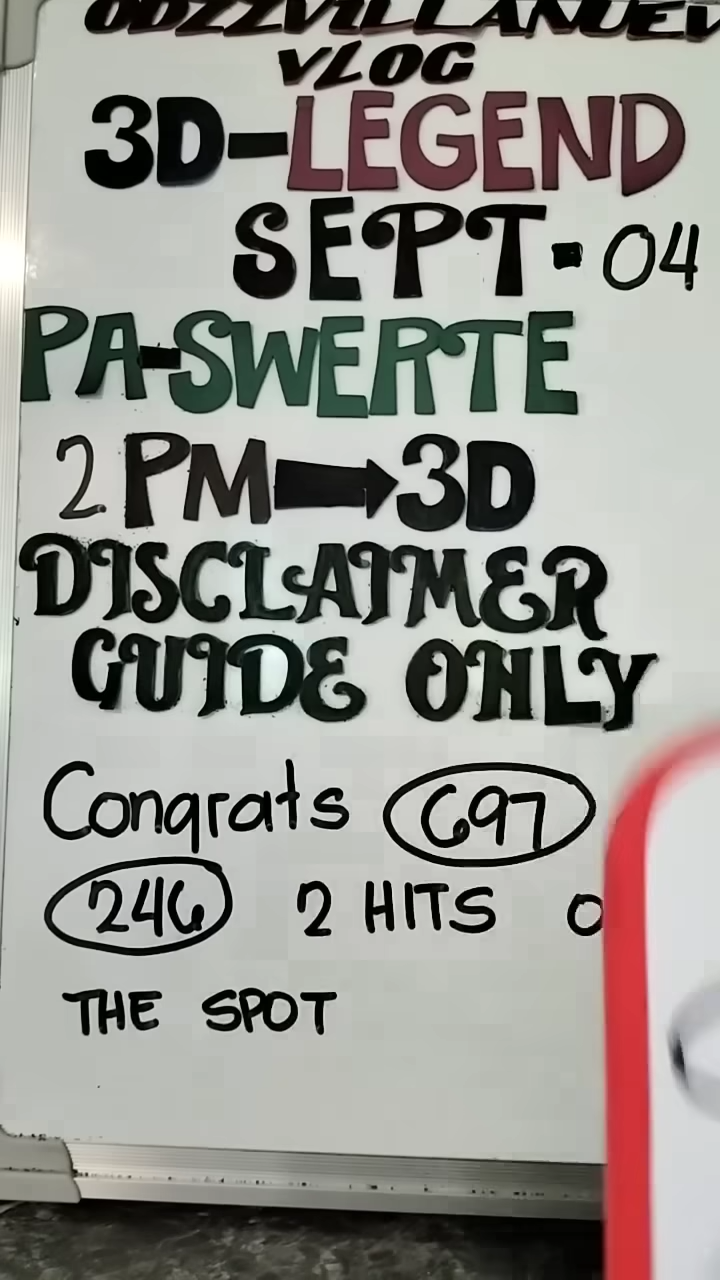 ODZZVILLANUEV
VLOG
3D-LEGEND
SEPT-04
PA-SWERTE
2PM➡3D
DISCLAIMER
GUIDE ONLY
Congrats 697
246 2 HITS O
THE SPOT